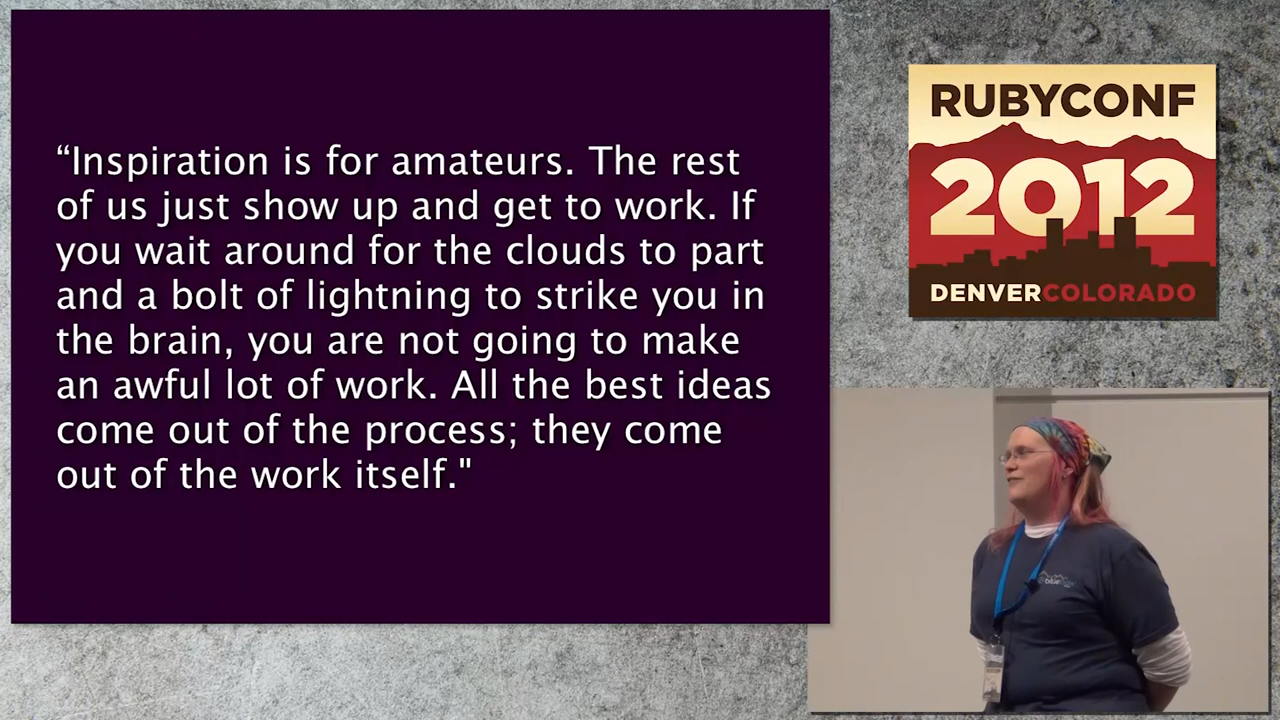 “Inspiration is for amateurs. The rest
of us just show up and get to work. If
you wait around for the clouds to part
and a bolt of lightning to strike you in
the brain, you are not going to make
an awful lot of work. All the best ideas
come out of the process; they come
out of the work itself."
RUBYCONF
2012
DENVERCOLORADO